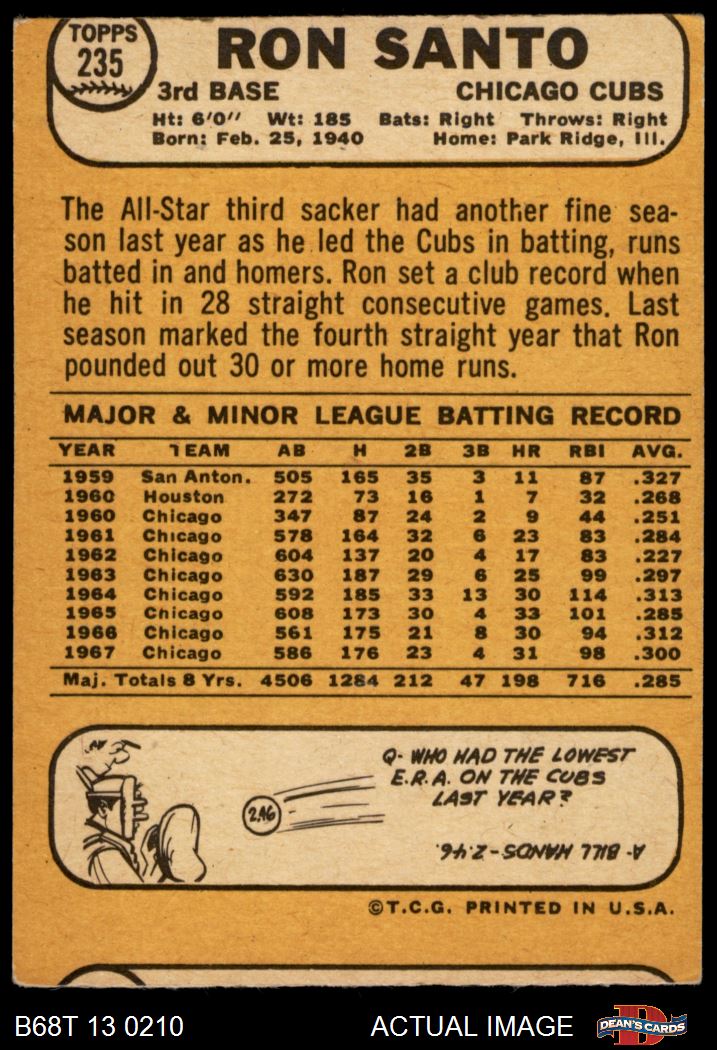 TOPPS
235
RON SANTO
3rd BASE CHICAGO CUBS
Ht: 6'0" Wt: 185 Bats: Right Throws: Right
Born: Feb. 25, 1940 Home: Park Ridge, Ill.
The All-Star third sacker had another fine sea-
son last year as he led the Cubs in batting, runs
batted in and homers. Ron set a club record when
he hit in 28 straight consecutive games. Last
season marked the fourth straight year that Ron
pounded out 30 or more home runs.
MAJOR & MINOR LEAGUE BATTING RECORD
YEAR TEAM AB H 2B 3B HR RBI AVG.
1959 San Anton. 505 165 35 3 11 87 .327
1960 Houston 272 73 16 1 7 32 .268
1960 Chicago 347 87 24 2 9 44 .251
1961 Chicago 578 164 32 6 23 83 .284
1962 Chicago 604 137 20 4 17 83 .227
1963 Chicago 630 187 29 6 25 99 .297
1964 Chicago 592 185 33 13 30 114 .313
1965 Chicago 608 173 30 4 33 101 .285
1966 Chicago 561 175 21 8 30 94 .312
1967 Chicago 586 176 23 4 31 98 .300
Maj. Totals 8 Yrs. 4506 1284 212 47 198 716 .285
Q- WHO HAD THE LOWEST
E.R.A. ON THE CUBS
LAST YEAR?
2.46
A- BILL HANDS-2.46.
©T.C.G. PRINTED IN U.S.A.
B68T 13 0210 ACTUAL IMAGE DEAN'S CARDS